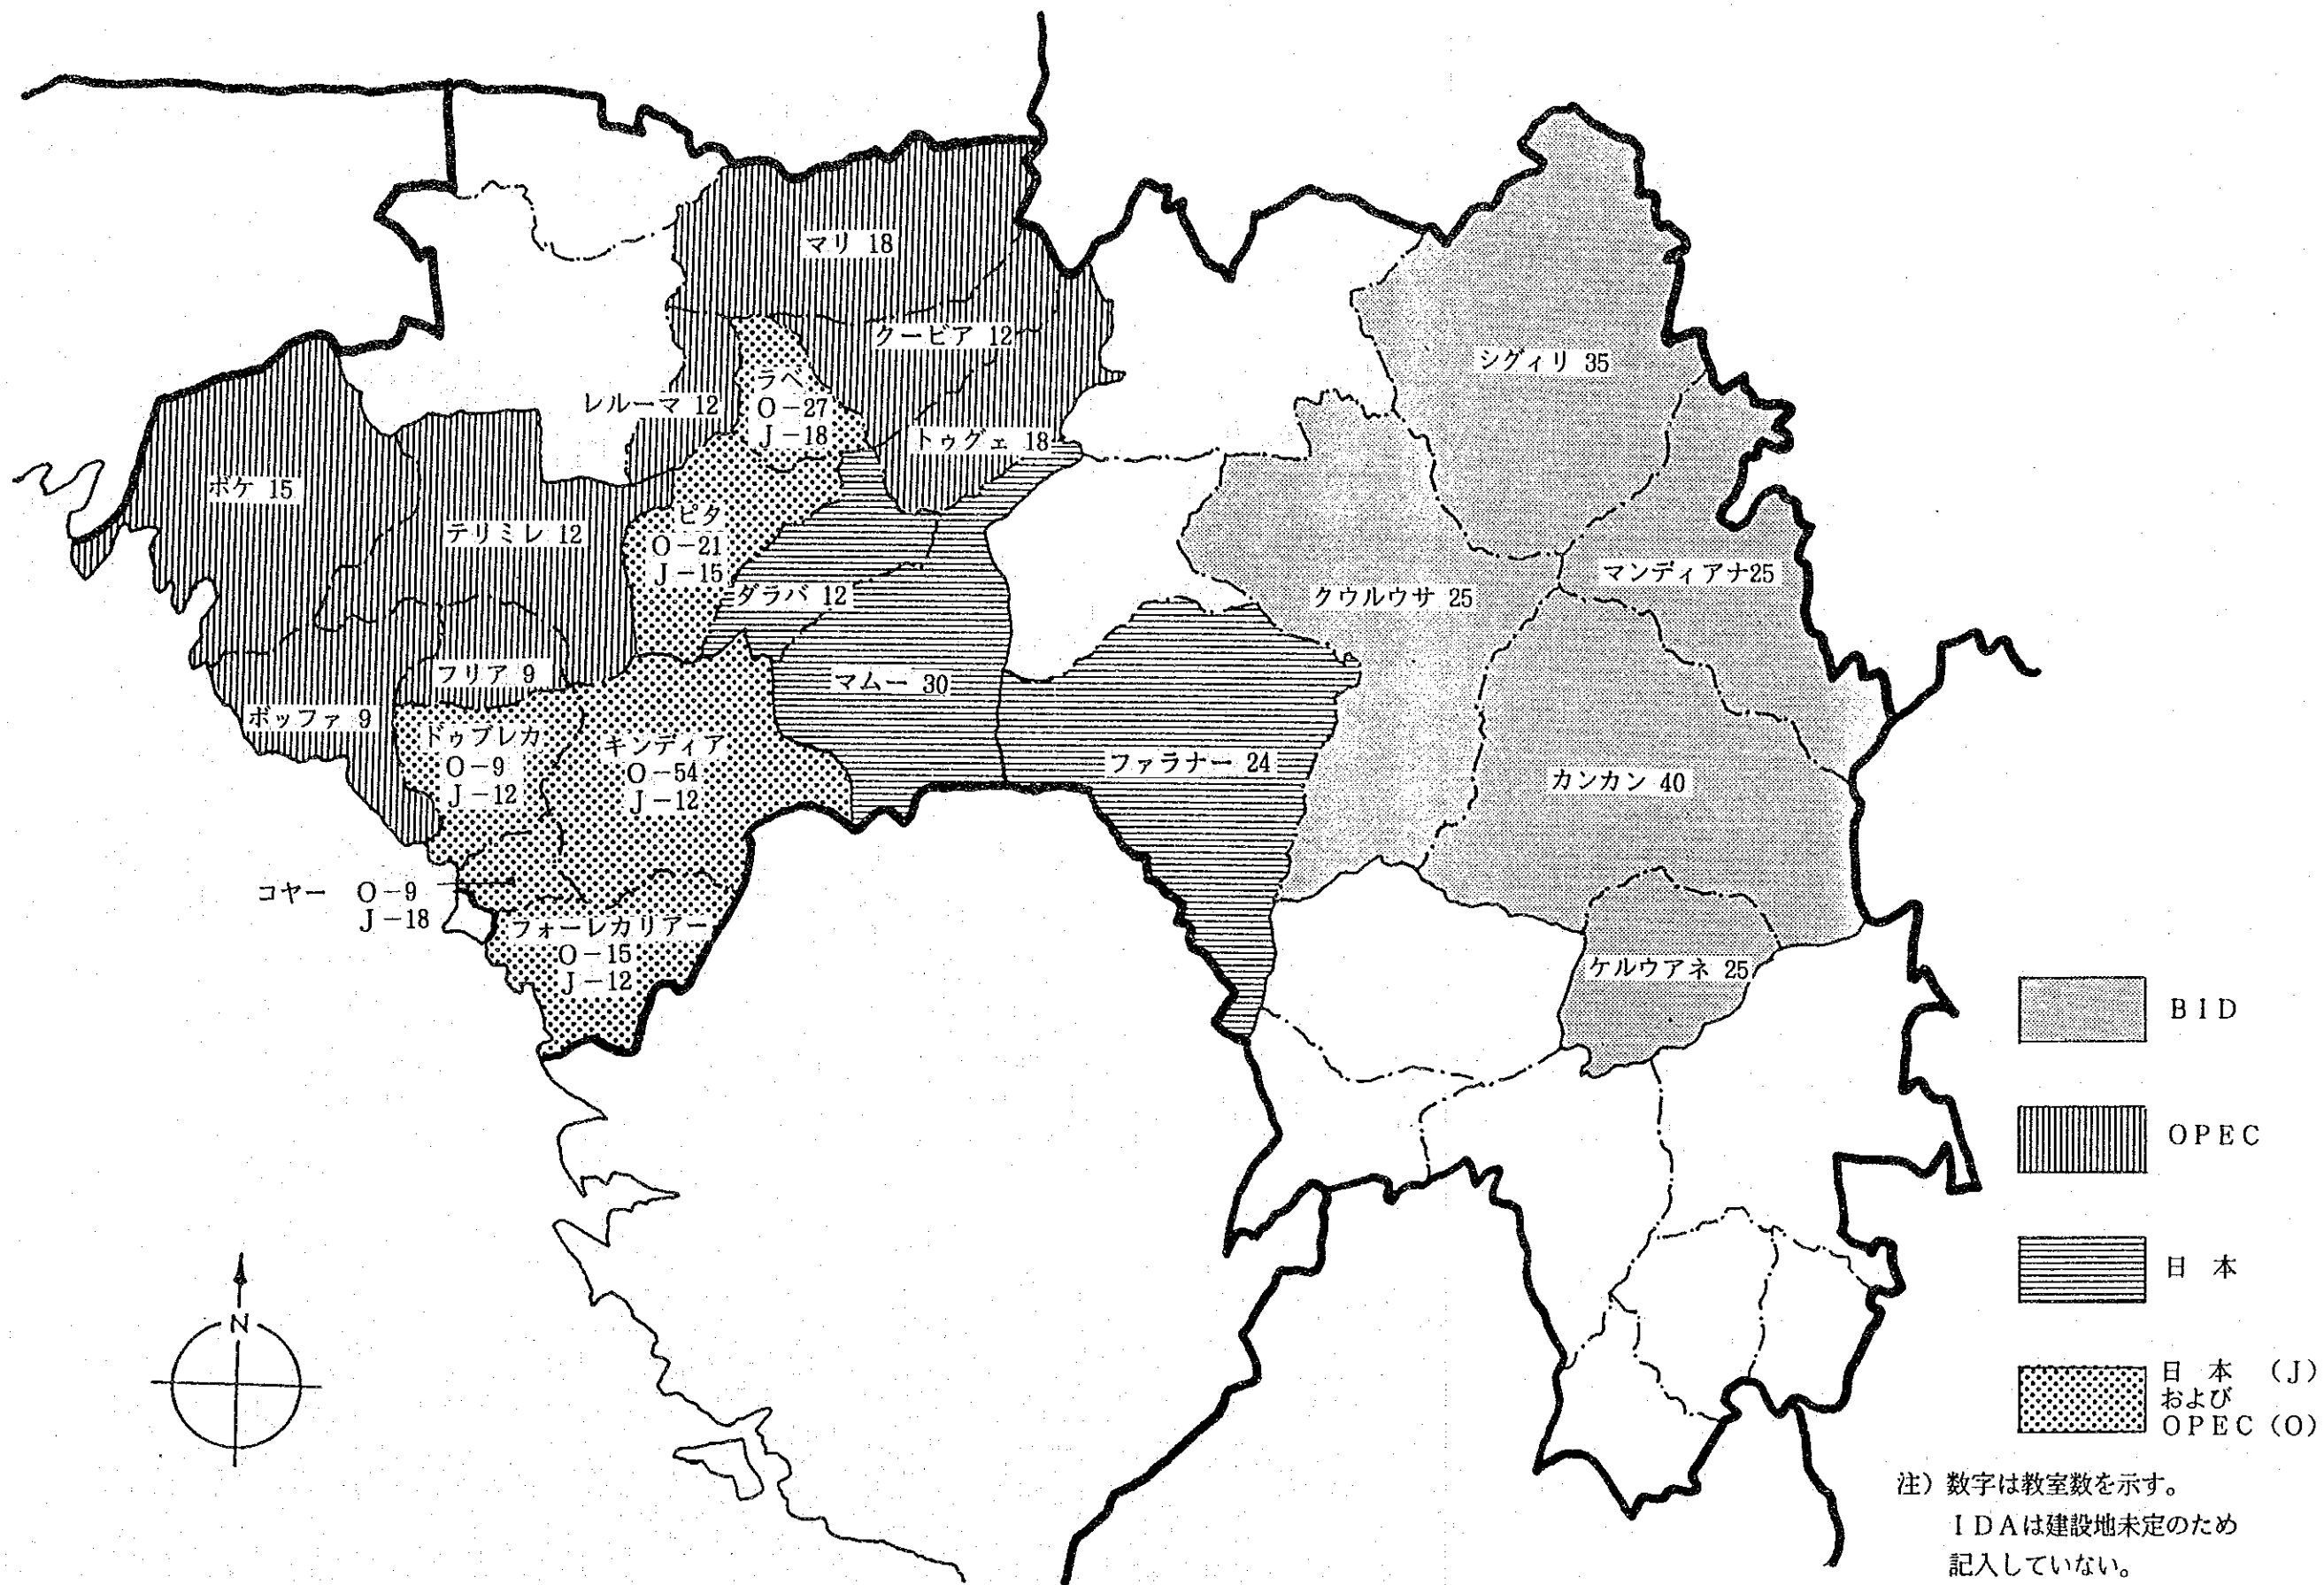 マリ 18
クービア 12
シグィリ 35
ラベ
O-27
J-18
レルーマ 12
トゥグェ 18
ボケ 15
テリミレ 12
ピタ
O-21
J-15
ダラバ 12
クウルウサ 25
マンディアナ25
フリア 9
マムー 30
ボッファ 9
ドゥブレカ
O-9
J-12
キンディア
O-54
J-12
ファラナー 24
カンカン 40
コヤー O-9
J-18
フォーレカリアー
O-15
J-12
ケルウアネ 25
BID
OPEC
日本
日本 (J)
および
OPEC (O)
N
注) 数字は教室数を示す。
IDAは建設地未定のため
記入していない。